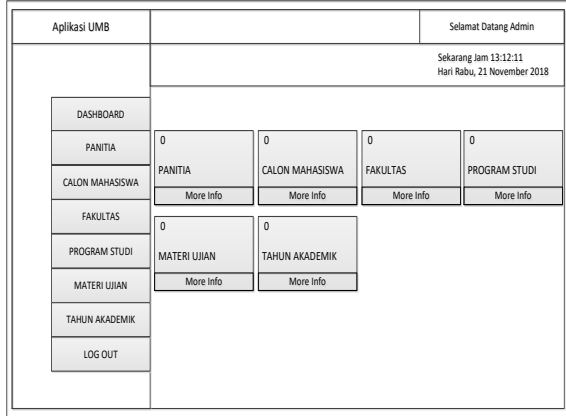 Aplikasi UMB
Selamat Datang Admin
Sekarang Jam 13:12:11
Hari Rabu, 21 November 2018
DASHBOARD
PANITIA
CALON MAHASISWA
FAKULTAS
PROGRAM STUDI
MATERI UJIAN
TAHUN AKADEMIK
LOG OUT
0
PANITIA
More Info
0
CALON MAHASISWA
More Info
0
FAKULTAS
More Info
0
PROGRAM STUDI
More Info
0
MATERI UJIAN
More Info
0
TAHUN AKADEMIK
More Info